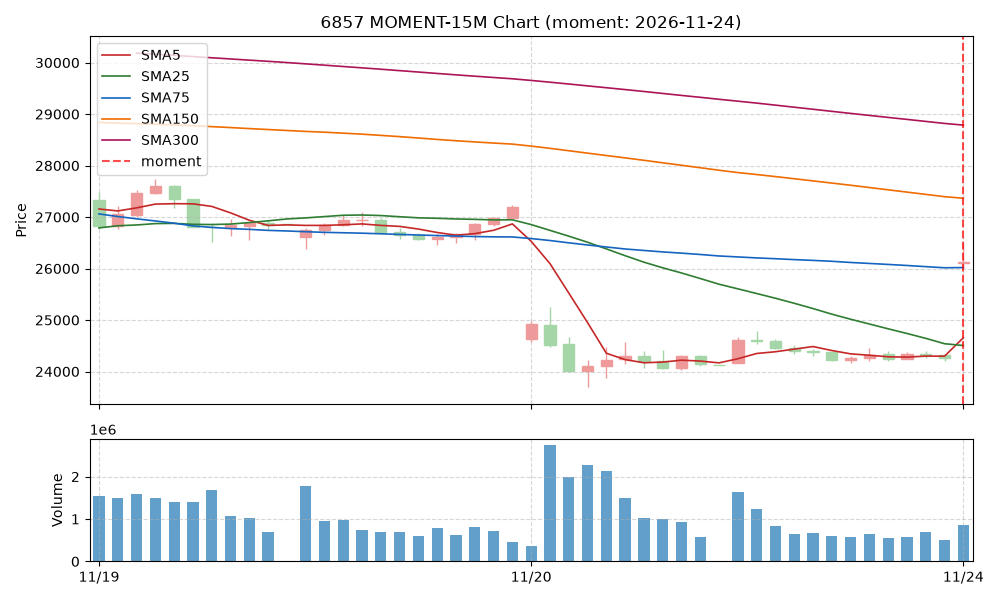 6857 MOMENT-15M Chart (moment: 2026-11-24)
SMA5
SMA25
SMA75
SMA150
SMA300
moment
Price
30000
29000
28000
27000
26000
25000
24000
1e6
Volume
2
1
0
11/19
11/20
11/24